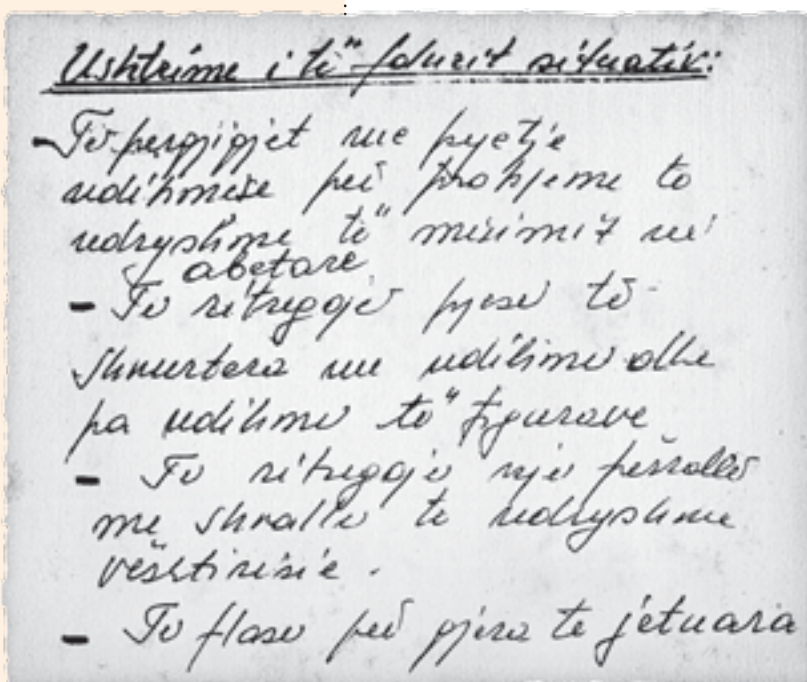 Ushtrime i të folurit situativ:
- Të pergjigjet me pyetje
ndihmëse për probleme të
ndryshme të mësimit në
abetare
- Të ritregojë pjesë të
shkurtera me ndihmë dhe
pa ndihmë të figurave
- Të ritregojë një përrallë
me shkallë të ndryshme
vështirësie.
- Të flasë për gjëra të jetuara